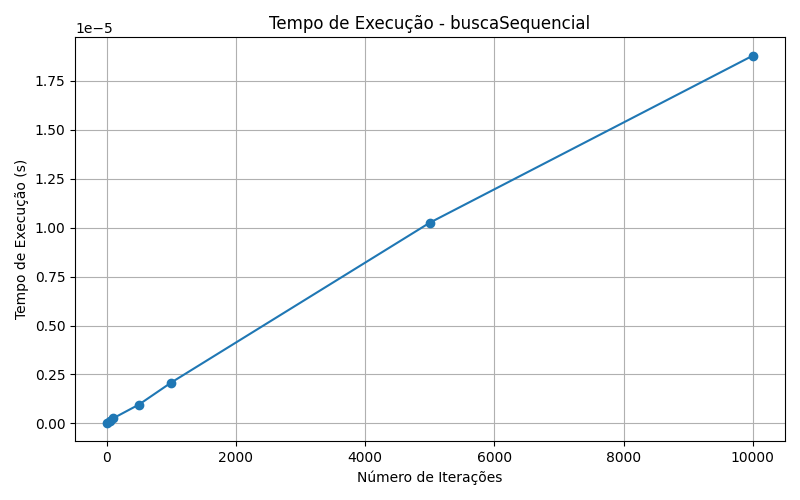 Tempo de Execução - buscaSequencial
1e−5
1.75
1.50
1.25
1.00
0.75
0.50
0.25
0.00
Tempo de Execução (s)
0 2000 4000 6000 8000 10000
Número de Iterações